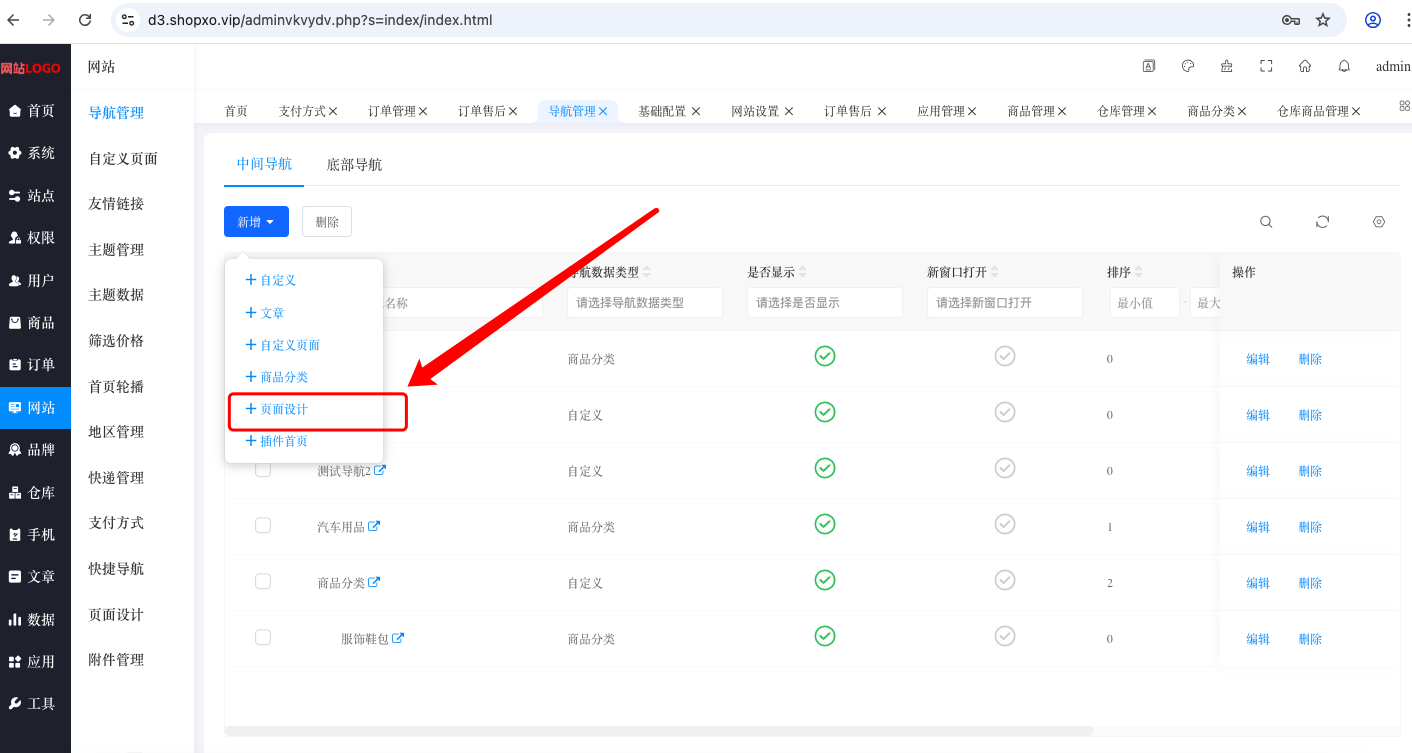 d3.shopxo.vip/adminvkvydv.php?s=index/index.html
网站LOGO
首页
系统
站点
权限
用户
商品
订单
网站
品牌
仓库
手机
文章
数据
应用
工具
网站
导航管理
自定义页面
友情链接
主题管理
主题数据
筛选价格
首页轮播
地区管理
快递管理
支付方式
快捷导航
页面设计
附件管理
admin
首页 支付方式 订单管理 订单售后 导航管理 基础配置 网站设置 订单售后 应用管理 商品管理 仓库管理 商品分类 仓库商品管理
中间导航 底部导航
新增 删除
自定义
文章
自定义页面
商品分类
页面设计
插件首页
导航数据类型 是否显示 新窗口打开 排序 操作
名称 请选择导航数据类型 请选择是否显示 请选择新窗口打开 最小值 - 最大
商品分类 0 编辑 删除
自定义 0 编辑 删除
测试导航2 自定义 0 编辑 删除
汽车用品 商品分类 1 编辑 删除
商品分类 自定义 2 编辑 删除
服饰鞋包 商品分类 0 编辑 删除